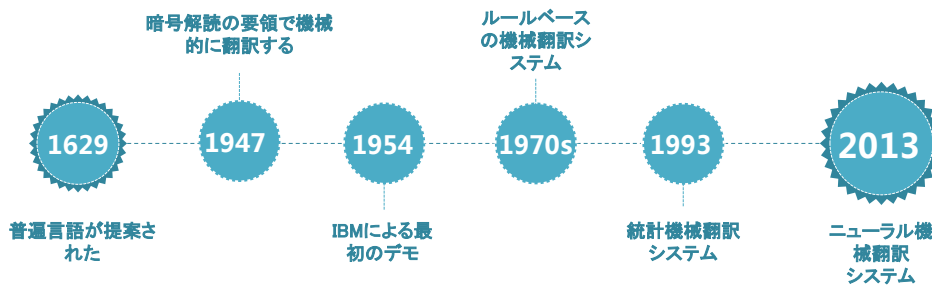 暗号解読の要領で機械
的に翻訳する
ルールベース
の機械翻訳シ
ステム
1629
1947
1954
1970s
1993
2013
普遍言語が提案さ
れた
IBMによる最
初のデモ
統計機械翻訳
システム
ニューラル機
械翻訳
システム